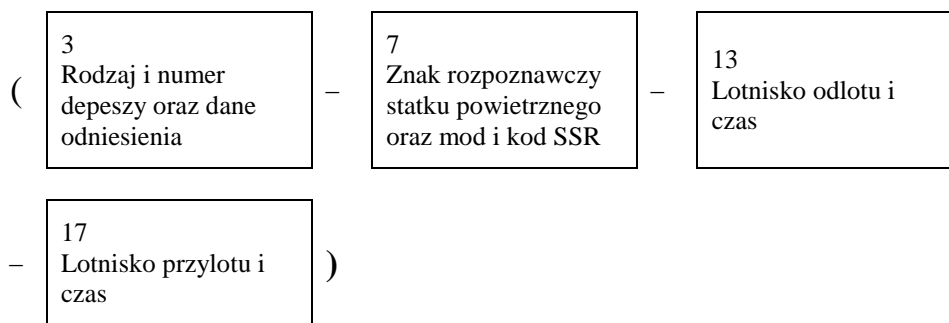 ( 3
Rodzaj i numer
depeszy oraz dane
odniesienia
– 7
Znak rozpoznawczy
statku powietrznego
oraz mod i kod SSR
– 13
Lotnisko odlotu i
czas
– 17
Lotnisko przylotu i
czas
)